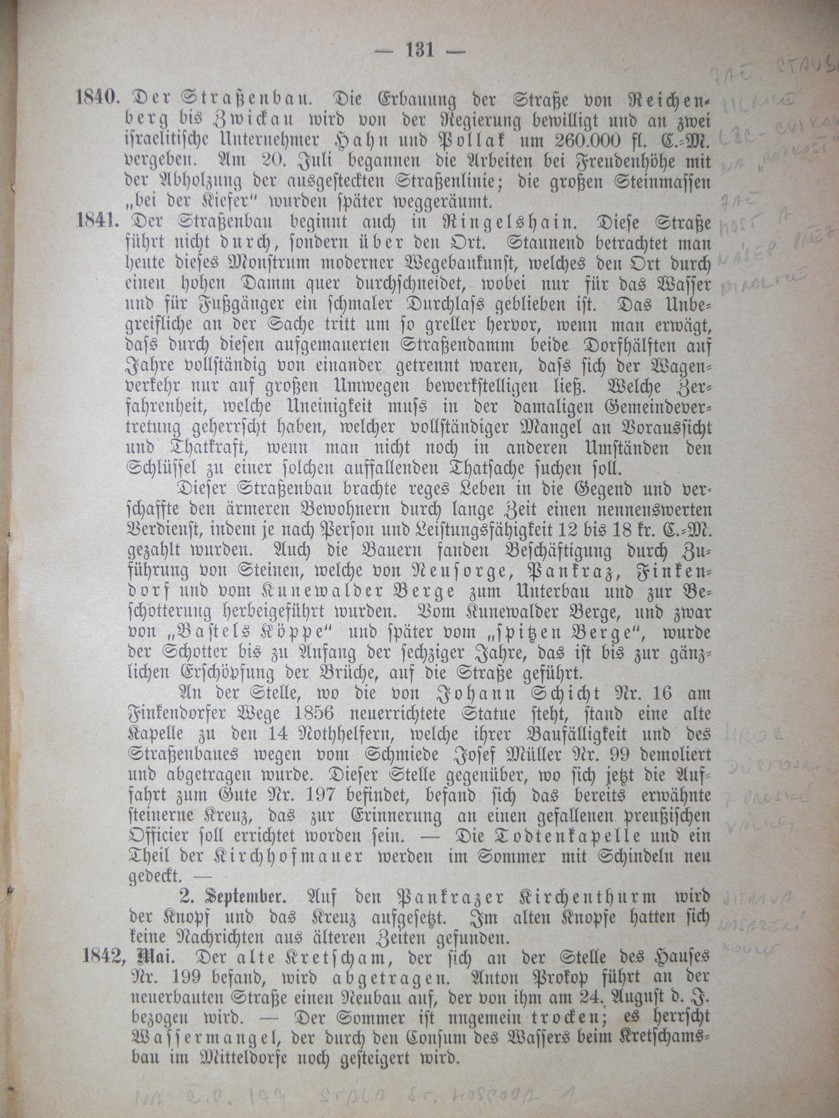 — 131 —
1840. Der Straßenbau. Die Erbauung der Straße von Reichen-
berg bis Zwickau wird von der Regierung bewilligt und an zwei
israelitische Unternehmer Hahn und Pollak um 260.000 fl. C.-M.
vergeben. Am 20. Juli begannen die Arbeiten bei Freudenhöhe mit
der Abholzung der ausgesteckten Straßenlinie; die großen Steinmassen
„bei der Kiefer“ wurden später weggeräumt.
1841. Der Straßenbau beginnt auch in Ringelshain. Diese Straße
führt nicht durch, sondern über den Ort. Staunend betrachtet man
heute dieses Monstrum moderner Wegebaukunst, welches den Ort durch
einen hohen Damm quer durchschneidet, wobei nur für das Wasser
und für Fußgänger ein schmaler Durchlass geblieben ist. Das Unbe-
greifliche an der Sache tritt um so greller hervor, wenn man erwägt,
dass durch diesen aufgemauerten Straßendamm beide Dorfhälften auf
Jahre vollständig von einander getrennt waren, dass sich der Wagen-
verkehr nur auf großen Umwegen bewerkstelligen ließ. Welche Zer-
fahrenheit, welche Uneinigkeit muss in der damaligen Gemeindever-
tretung geherrscht haben, welcher vollständiger Mangel an Voraussicht
und Thatkraft, wenn man nicht noch in anderen Umständen den
Schlüssel zu einer solchen auffallenden Thatsache suchen soll.
Dieser Straßenbau brachte reges Leben in die Gegend und ver-
schaffte den ärmeren Bewohnern durch lange Zeit einen nennenswerten
Verdienst, indem je nach Person und Leistungsfähigkeit 12 bis 18 kr. C.-M.
gezahlt wurden. Auch die Bauern fanden Beschäftigung durch Zu-
führung von Steinen, welche von Neusorge, Pankraz, Finken-
dorf und vom Kunewalder Berge zum Unterbau und zur Be-
schotterung herbeigeführt wurden. Vom Kunewalder Berge, und zwar
von „Bastels Köppe“ und später vom „spitzen Berge“, wurde
der Schotter bis zu Anfang der sechziger Jahre, das ist bis zur gänz-
lichen Erschöpfung der Brüche, auf die Straße geführt.
An der Stelle, wo die von Johann Schicht Nr. 16 am
Finkendorfer Wege 1856 neuerrichtete Statue steht, stand eine alte
Kapelle zu den 14 Nothhelfern, welche ihrer Baufälligkeit und des
Straßenbaues wegen vom Schmiede Josef Müller Nr. 99 demoliert
und abgetragen wurde. Dieser Stelle gegenüber, wo sich jetzt die Auf-
fahrt zum Gute Nr. 197 befindet, befand sich das bereits erwähnte
steinerne Kreuz, das zur Erinnerung an einen gefallenen preußischen
Officier soll errichtet worden sein. — Die Todtenkapelle und ein
Theil der Kirchhofmauer werden im Sommer mit Schindeln neu
gedeckt. —
2. September. Auf den Pankrazer Kirchenthurm wird
der Knopf und das Kreuz aufgesetzt. Im alten Knopfe hatten sich
keine Nachrichten aus älteren Zeiten gefunden.
1842, Mai. Der alte Kretscham, der sich an der Stelle des Hauses
Nr. 199 befand, wird abgetragen. Anton Prokop führt an der
neuerbauten Straße einen Neubau auf, der von ihm am 24. August d. J.
bezogen wird. — Der Sommer ist ungemein trocken; es herrscht
Wassermangel, der durch den Consum des Wassers beim Kretschams-
bau im Mitteldorfe noch gesteigert wird.